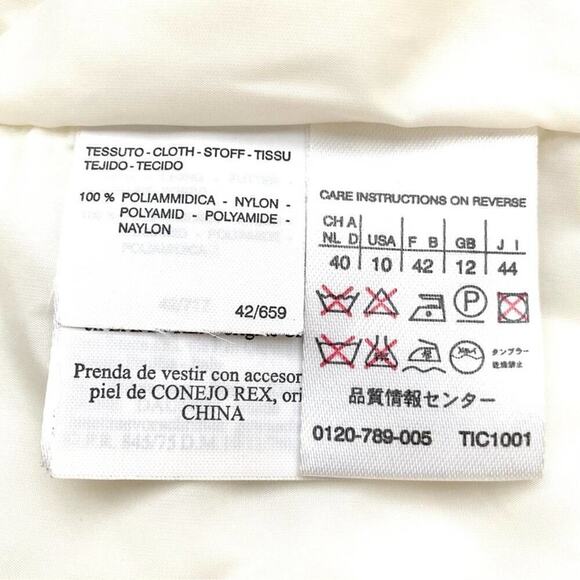 TESSUTO - CLOTH - STOFF - TISSU
TEJIDO - TECIDO
100 % POLIAMMIDICA - NYLON -
POLYAMID - POLYAMIDE -
NAYLON
42/659
Prenda de vestir con accesor
piel de CONEJO REX, ori
CHINA
CARE INSTRUCTIONS ON REVERSE
CH A
NL D USA F B GB J I
40 10 42 12 44
P
タンブラー
乾燥禁止
品質情報センター
0120-789-005 TIC1001